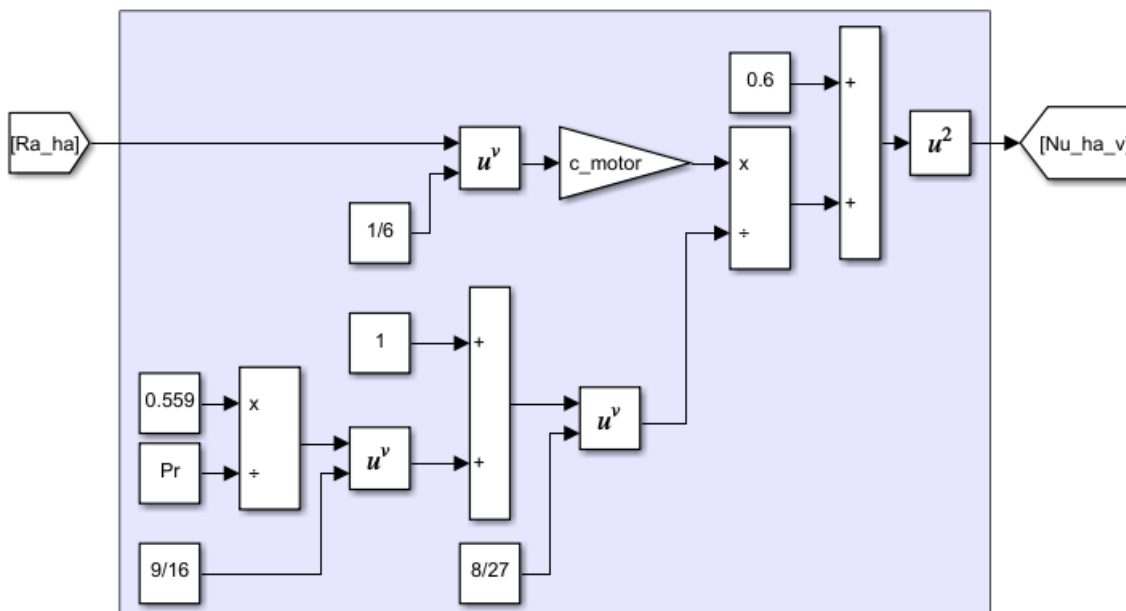 0.6
+
[Ra_ha]
u^v
c_motor
x
÷
+
u^2
[Nu_ha_v]
1/6
1
+
0.559
x
u^v
Pr
÷
u^v
+
9/16
8/27